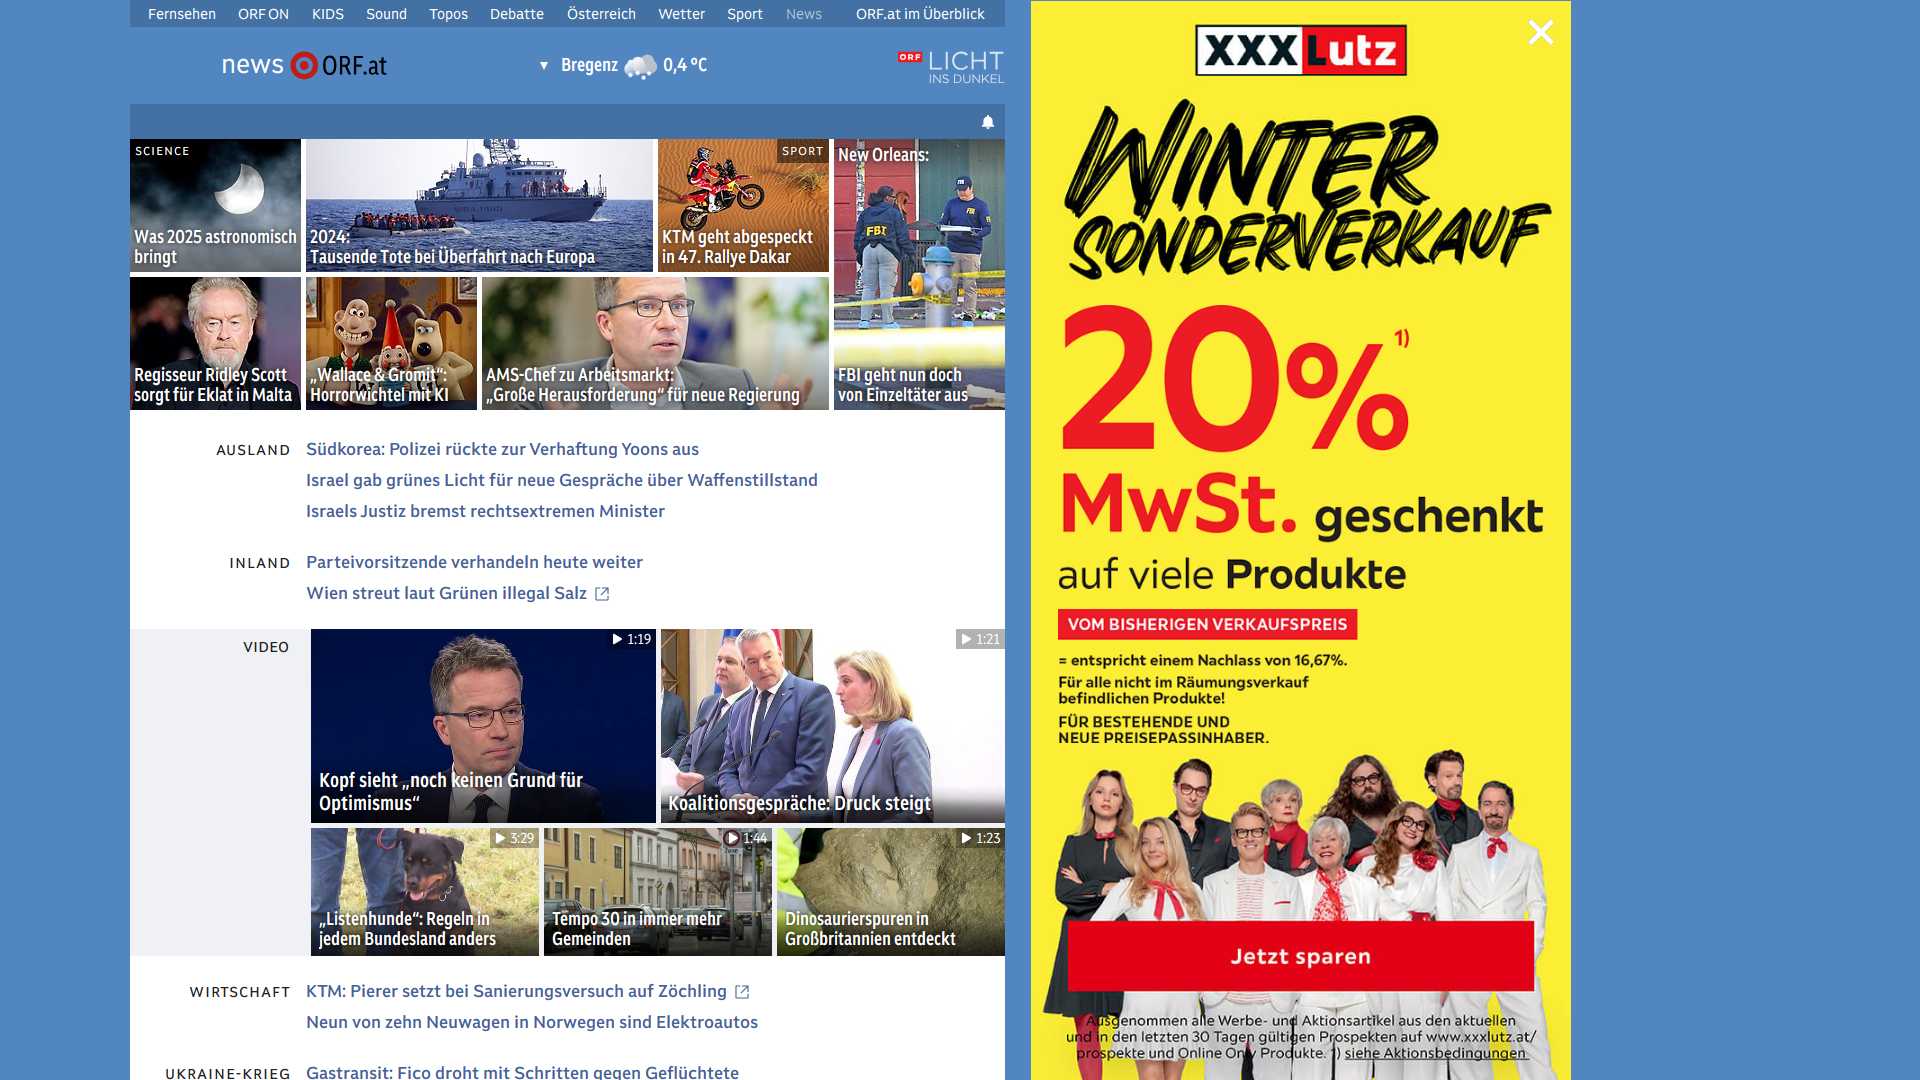 Fernsehen ORF ON KIDS Sound Topos Debatte Österreich Wetter Sport News ORF.at im Überblick
news ORF.at
▼ Bregenz 0,4 °C
ORF LICHT
INS DUNKEL
SCIENCE
Was 2025 astronomisch
bringt
2024:
Tausende Tote bei Überfahrt nach Europa
SPORT
KTM geht abgespeckt
in 47. Rallye Dakar
New Orleans:
FBI
FBI
FBI geht nun doch
von Einzeltäter aus
Regisseur Ridley Scott
sorgt für Eklat in Malta
„Wallace & Gromit“:
Horrorwichtel mit KI
AMS-Chef zu Arbeitsmarkt:
„Große Herausforderung“ für neue Regierung
AUSLAND
Südkorea: Polizei rückte zur Verhaftung Yoons aus
Israel gab grünes Licht für neue Gespräche über Waffenstillstand
Israels Justiz bremst rechtsextremen Minister
INLAND
Parteivorsitzende verhandeln heute weiter
Wien streut laut Grünen illegal Salz
VIDEO
1:19
Kopf sieht „noch keinen Grund für
Optimismus“
1:21
Koalitionsgespräche: Druck steigt
3:29
„Listenhunde“: Regeln in
jedem Bundesland anders
1:44
Tempo 30 in immer mehr
Gemeinden
1:23
Dinosaurierspuren in
Großbritannien entdeckt
WIRTSCHAFT
KTM: Pierer setzt bei Sanierungsversuch auf Zöchling
Neun von zehn Neuwagen in Norwegen sind Elektroautos
UKRAINE-KRIEG
Gastransit: Fico droht mit Schritten gegen Geflüchtete
XXXLutz
WINTER
SONDERVERKAUF
20% 1)
MwSt. geschenkt
auf viele Produkte
VOM BISHERIGEN VERKAUFSPREIS
= entspricht einem Nachlass von 16,67%.
Für alle nicht im Räumungsverkauf
befindlichen Produkte!
FÜR BESTEHENDE UND
NEUE PREISEPASSINHABER.
Jetzt sparen
Ausgenommen alle Werbe- und Aktionsartikel aus den aktuellen
und in den letzten 30 Tagen gültigen Prospekten auf www.xxxlutz.at/
prospekte und Online Only Produkte. 1) siehe Aktionsbedingungen